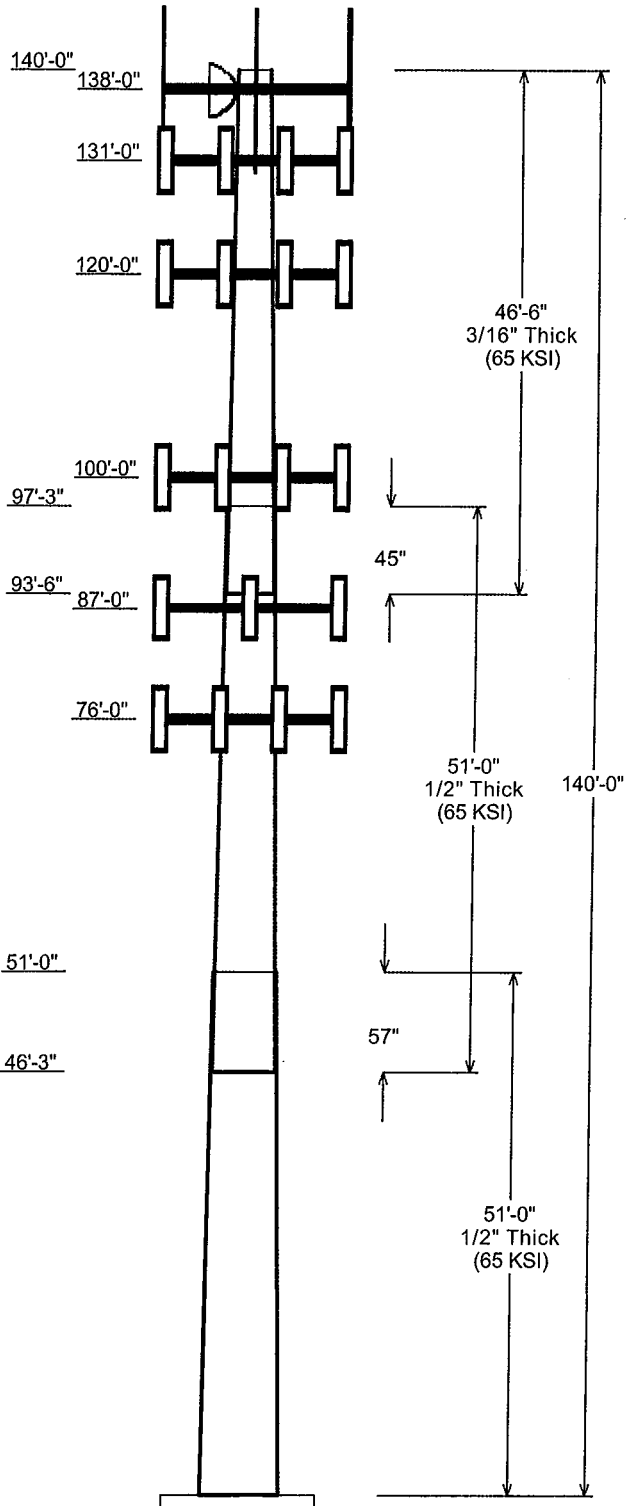 140'-0"
138'-0"
131'-0"
120'-0"
46'-6"
3/16" Thick
(65 KSI)
100'-0"
97'-3"
45"
93'-6"
87'-0"
76'-0"
51'-0"
1/2" Thick
(65 KSI)
140'-0"
51'-0"
57"
46'-3"
51'-0"
1/2" Thick
(65 KSI)